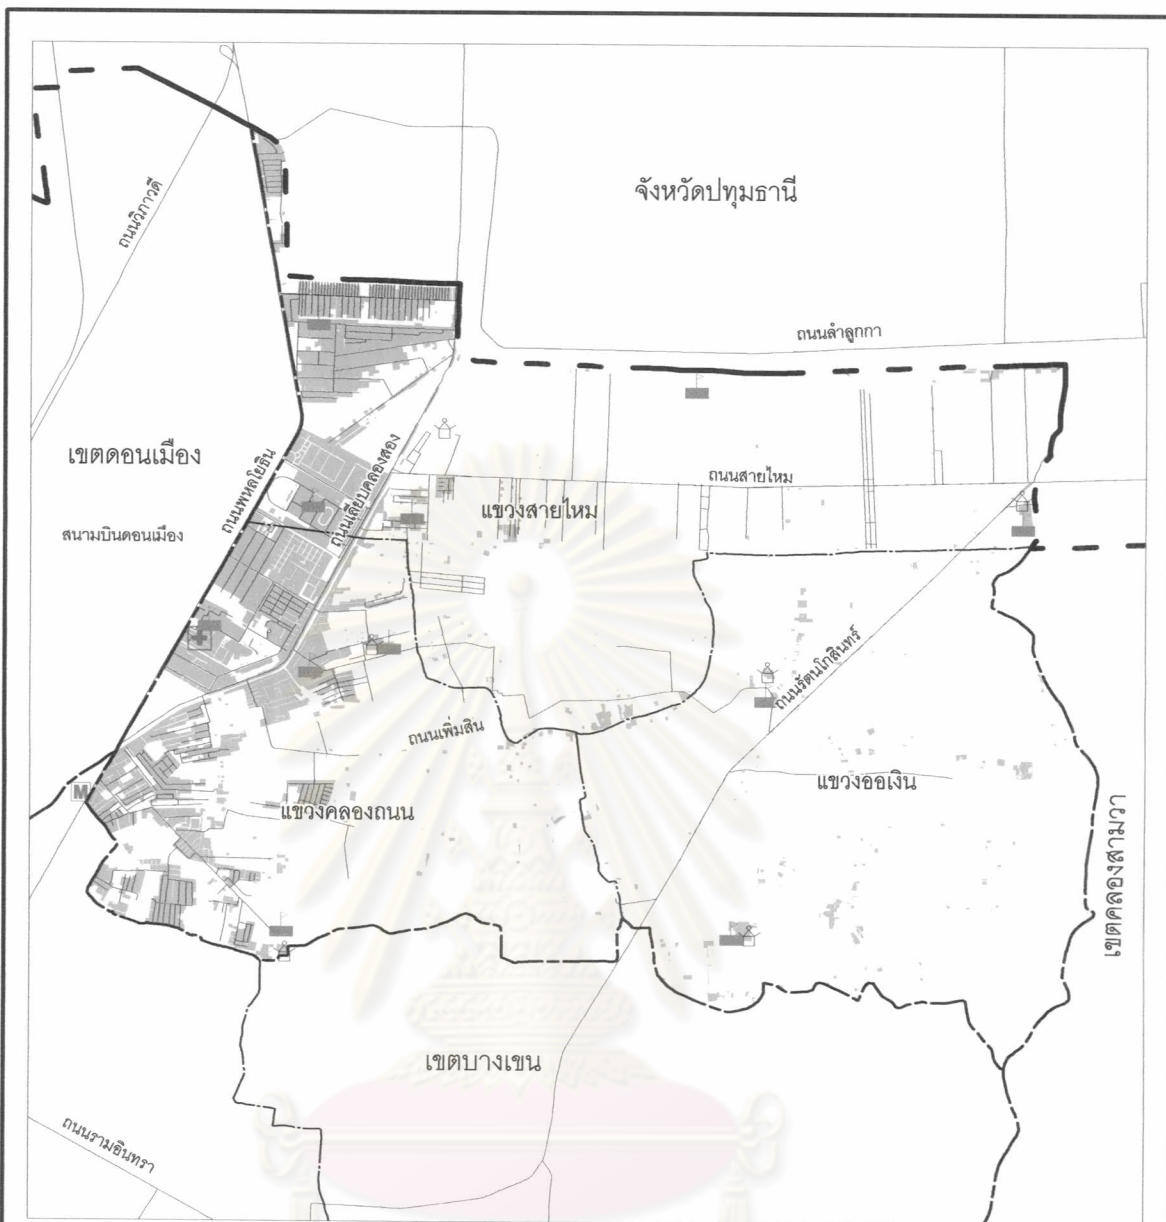 จังหวัดปทุมธานี
ถนนวิภาวดี
ถนนลำลูกกา
เขตดอนเมือง
ถนนพหลโยธิน
ถนนเลียบคลองสอง
ถนนสายไหม
แขวงสายไหม
สนามบินดอนเมือง
ถนนรัตนโกสินทร์
ถนนเพิ่มสิน
แขวงออเงิน
M
แขวงคลองถนน
เขตคลองสามวา
เขตบางเขน
ถนนรามอินทรา